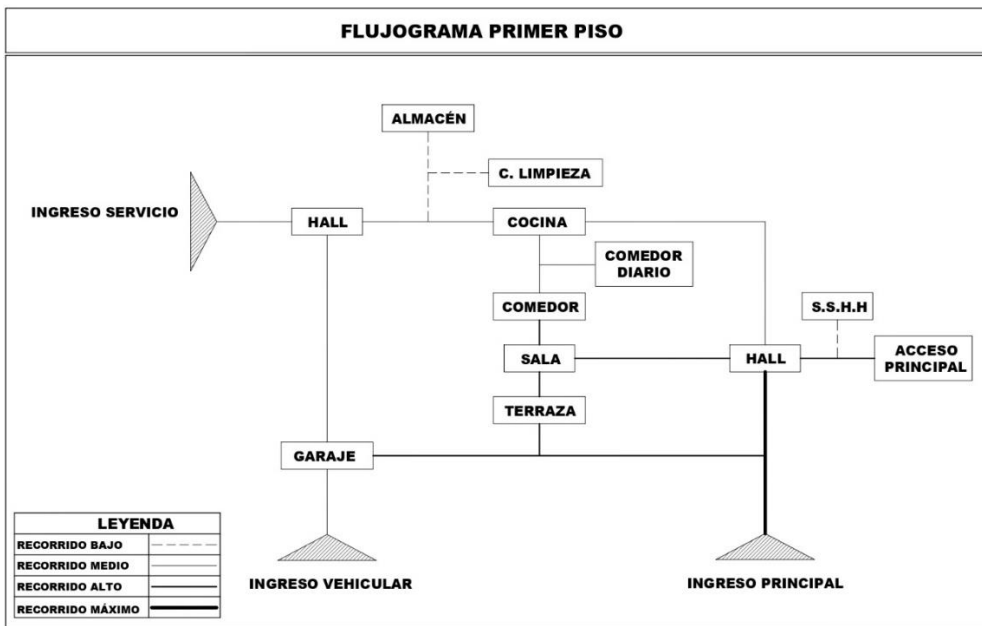 FLUJOGRAMA PRIMER PISO
ALMACÉN
C. LIMPIEZA
INGRESO SERVICIO
HALL
COCINA
COMEDOR
DIARIO
COMEDOR
S.S.H.H
SALA
HALL
ACCESO
PRINCIPAL
TERRAZA
GARAJE
LEYENDA
RECORRIDO BAJO
RECORRIDO MEDIO
RECORRIDO ALTO
RECORRIDO MÁXIMO
INGRESO VEHICULAR
INGRESO PRINCIPAL